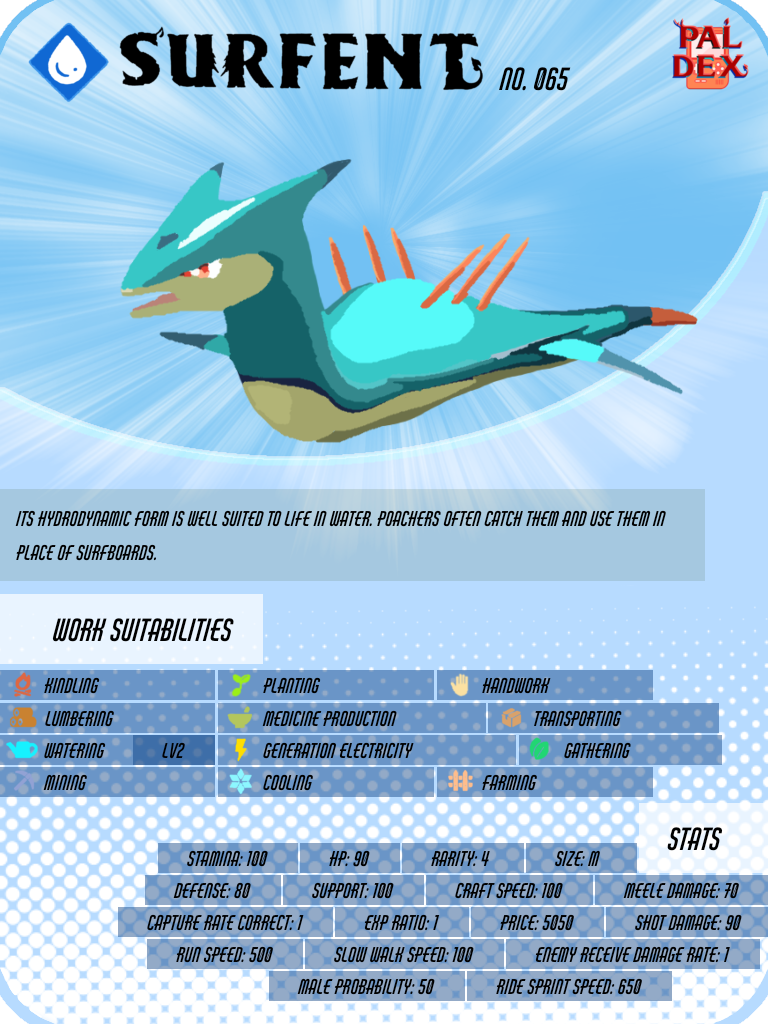 SURFENT NO. 065
PAL
DEX
ITS HYDRODYNAMIC FORM IS WELL SUITED TO LIFE IN WATER. POACHERS OFTEN CATCH THEM AND USE THEM IN
PLACE OF SURFBOARDS.
WORK SUITABILITIES
KINDLING PLANTING HANDWORK
LUMBERING MEDICINE PRODUCTION TRANSPORTING
WATERING LV2 GENERATION ELECTRICITY GATHERING
MINING COOLING FARMING
STATS
STAMINA: 100 HP: 90 RARITY: 4 SIZE: M
DEFENSE: 80 SUPPORT: 100 CRAFT SPEED: 100 MEELE DAMAGE: 70
CAPTURE RATE CORRECT: 1 EXP RATIO: 1 PRICE: 5050 SHOT DAMAGE: 90
RUN SPEED: 500 SLOW WALK SPEED: 100 ENEMY RECEIVE DAMAGE RATE: 1
MALE PROBABILITY: 50 RIDE SPRINT SPEED: 650